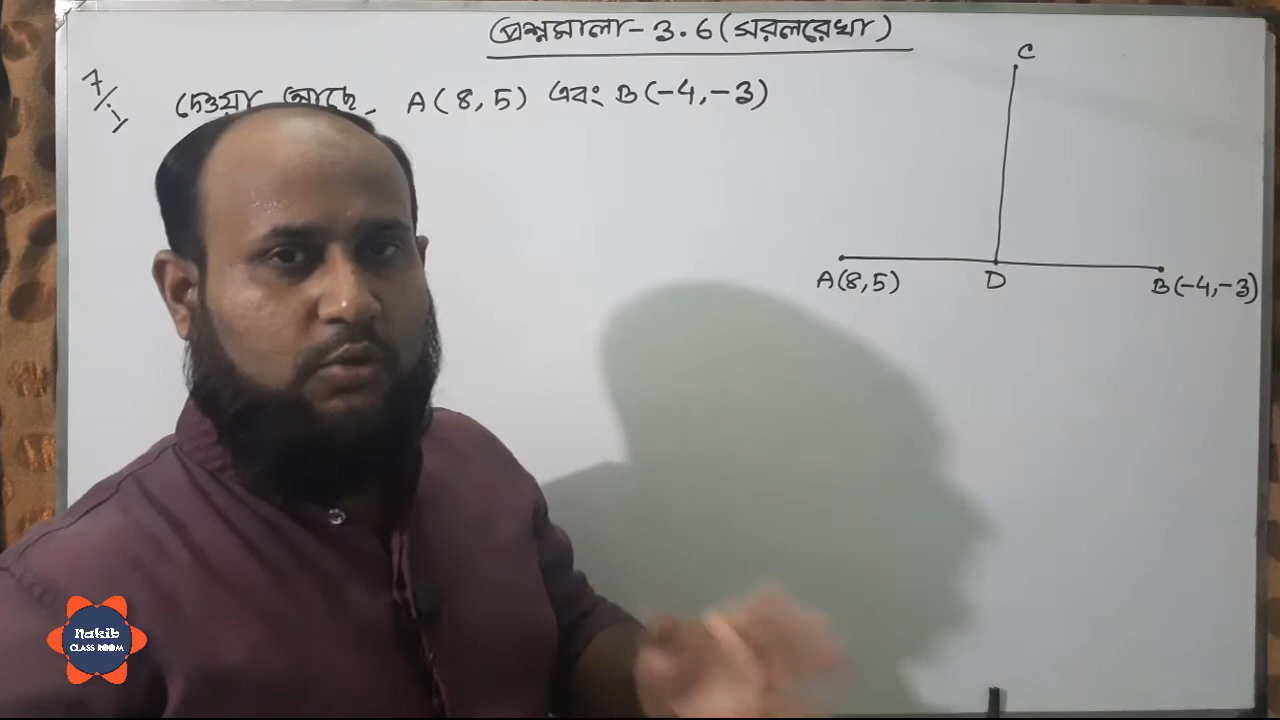 প্রশ্নমালা-3.6 (সরলরেখা)
7/i দেওয়া আছে, A(8,5) এবং B(-4,-3)
C
A(8,5) D B(-4,-3)
Nakib
CLASS ROOM